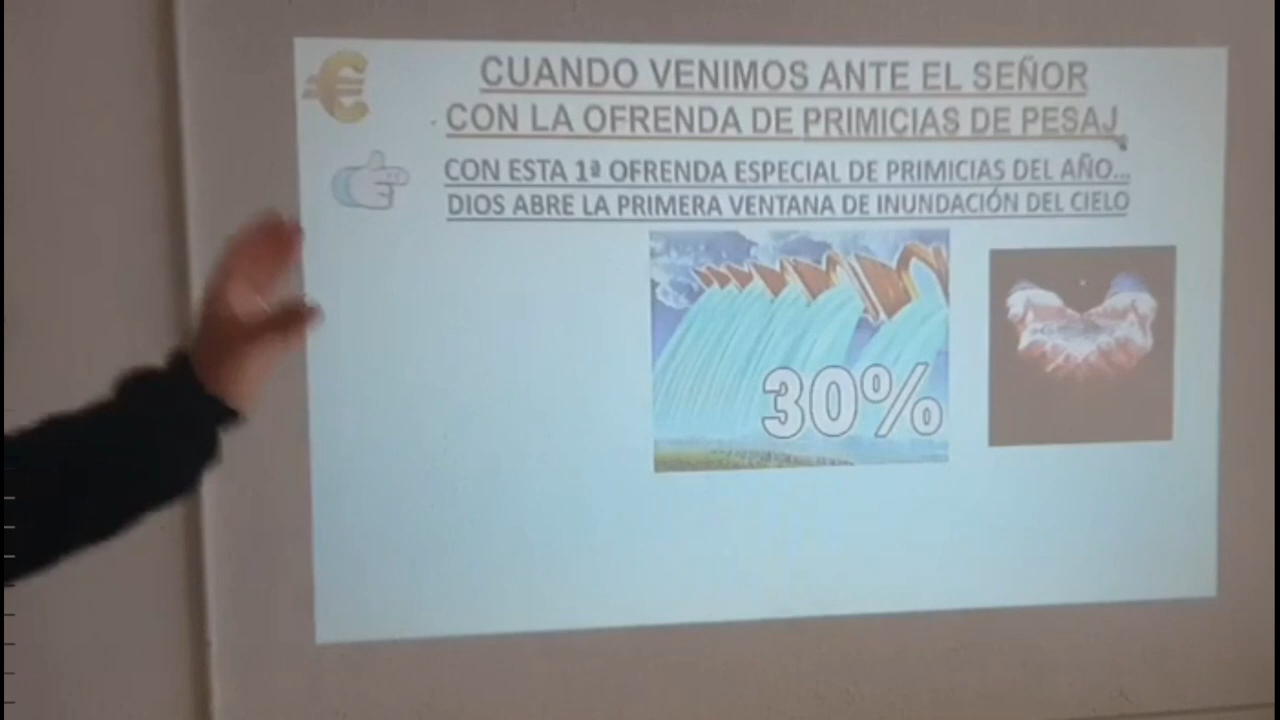 CUANDO VENIMOS ANTE EL SEÑOR
CON LA OFRENDA DE PRIMICIAS DE PESAJ
CON ESTA 1ª OFRENDA ESPECIAL DE PRIMICIAS DEL AÑO...
DIOS ABRE LA PRIMERA VENTANA DE INUNDACIÓN DEL CIELO
30%